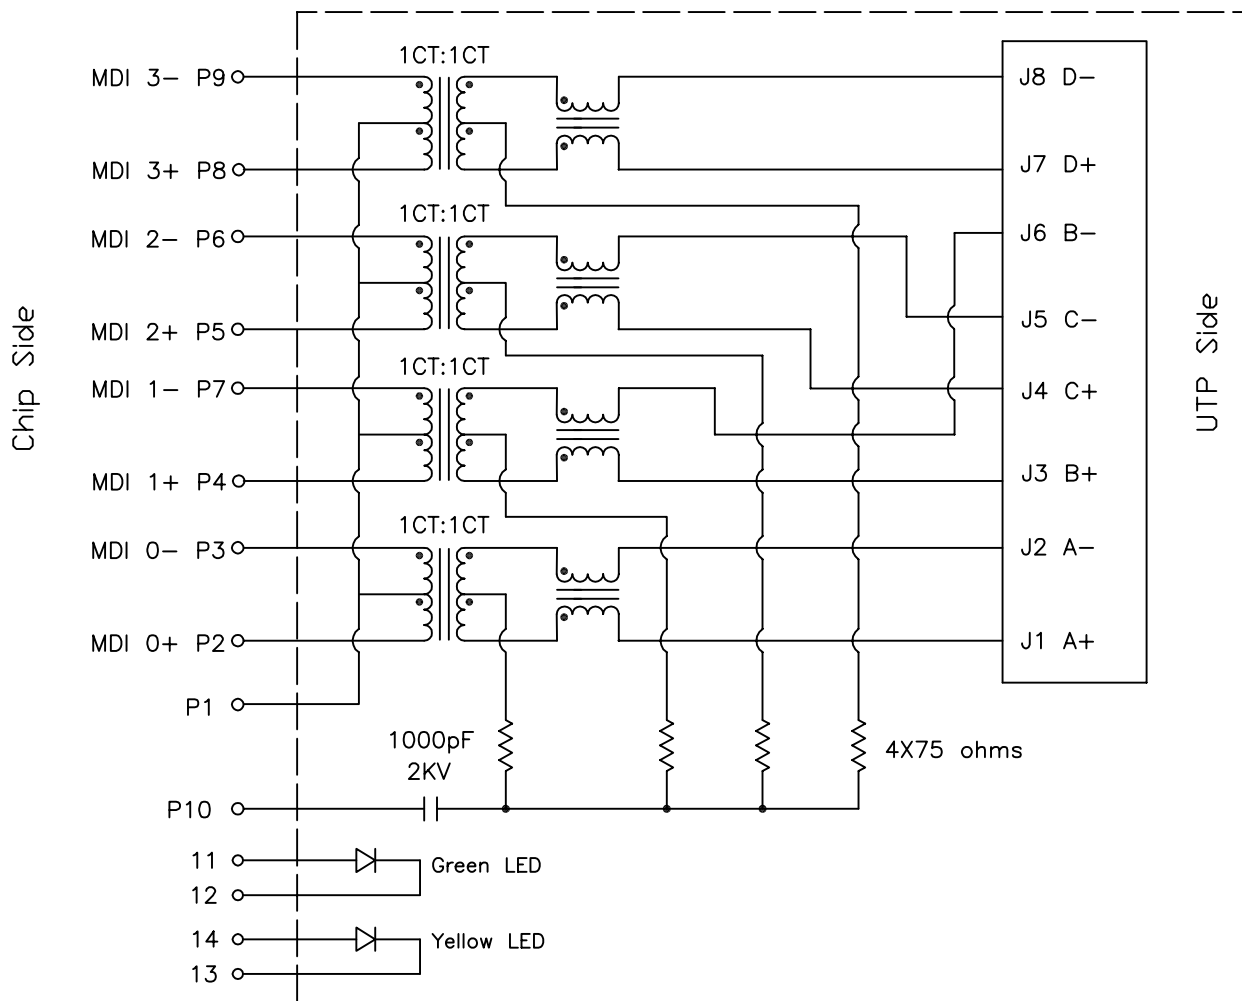 1CT:1CT
MDI 3- P9
J8 D-
MDI 3+ P8
J7 D+
1CT:1CT
MDI 2- P6
J6 B-
J5 C-
MDI 2+ P5
1CT:1CT
MDI 1- P7
J4 C+
MDI 1+ P4
J3 B+
1CT:1CT
MDI 0- P3
J2 A-
MDI 0+ P2
J1 A+
Chip Side
UTP Side
P1
1000pF
2KV
4X75 ohms
P10
11
Green LED
12
14
Yellow LED
13